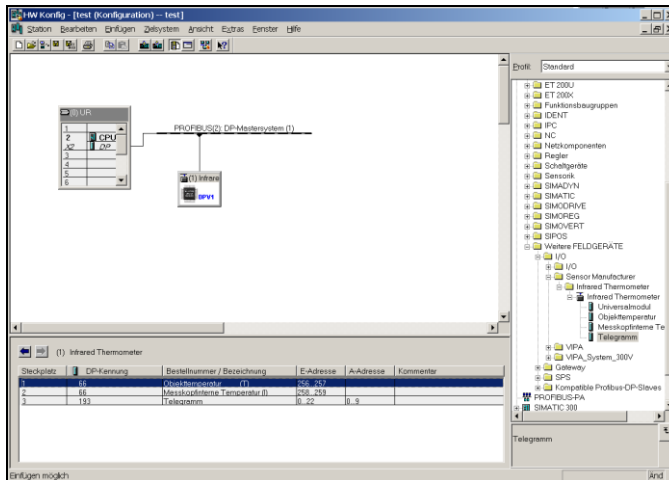 HW Konfig - [test (Konfiguration) -- test]
Station Bearbeiten Einfügen Zielsystem Ansicht Extras Fenster Hilfe
(0) UR
1
2 CPU
X2 DP
3
4
5
6
PROFIBUS(2): DP-Mastersystem (1)
(1) Infrare
DPV1
Profil: Standard
ET 200U
ET 200X
Funktionsbaugruppen
IDENT
IPC
NC
Netzkomponenten
Regler
Schaltgeräte
Sensorik
SIMADYN
SIMATIC
SIMODRIVE
SIMOREG
SIMOVERT
SIPOS
Weitere FELDGERÄTE
I/O
I/O
Sensor Manufacturer
Infrared Thermometer
Infrared Thermometer
Universalmodul
Objekttemperatur
Messkopfinterne Te
Telegramm
VIPA
VIPA_System_300V
Gateway
SPS
Kompatible Profibus-DP-Slaves
PROFIBUS-PA
SIMATIC 300
(1) Infrared Thermometer
Steckplatz DP-Kennung Bestellnummer / Bezeichnung E-Adresse A-Adresse Kommentar
1 66 Objekttemperatur (T) 256..257
2 66 Messkopfinterne Temperatur (I) 258..259
3 193 Telegramm 0..22 0..9
Telegramm
Einfügen möglich
Änd